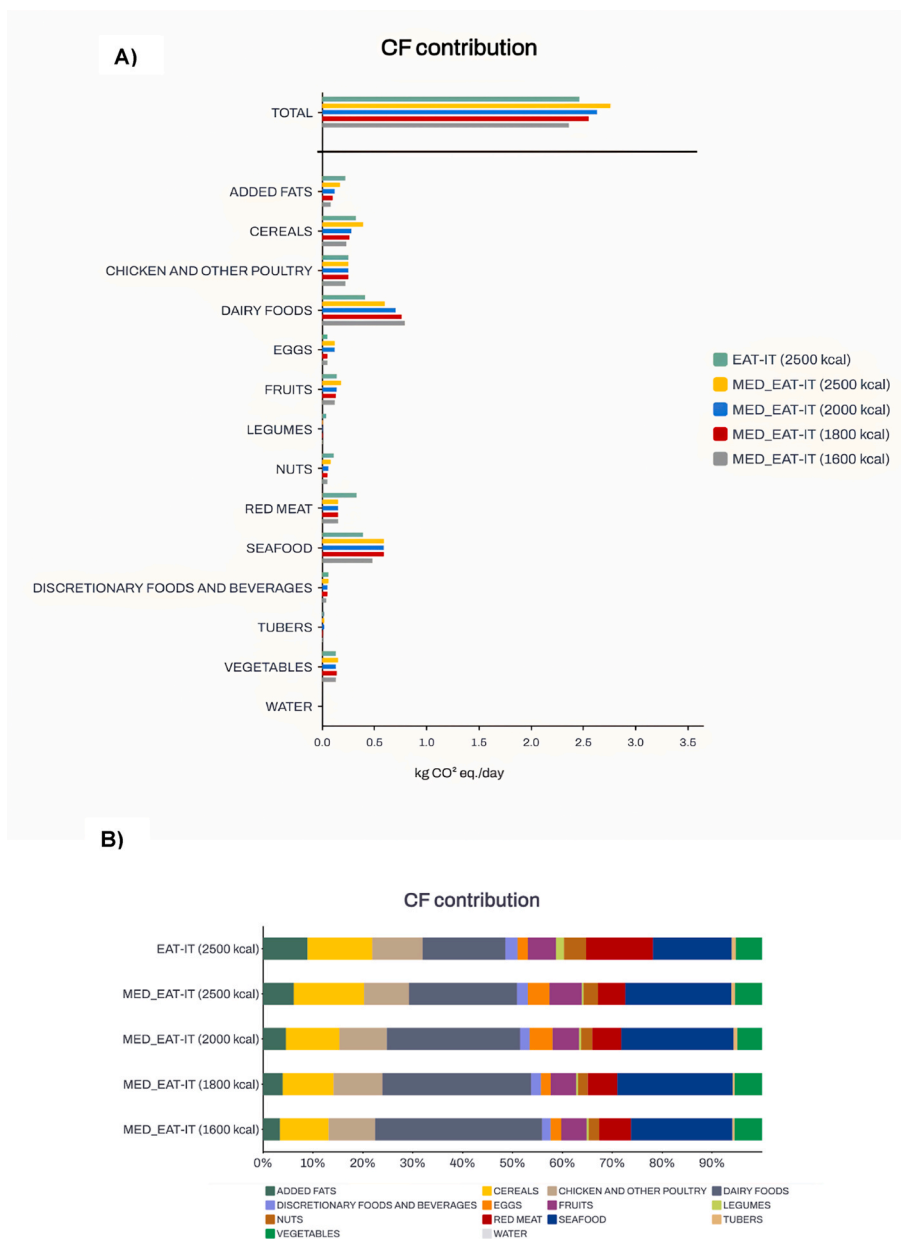 A)
CF contribution
TOTAL
ADDED FATS
CEREALS
CHICKEN AND OTHER POULTRY
DAIRY FOODS
EGGS
FRUITS
LEGUMES
NUTS
RED MEAT
SEAFOOD
DISCRETIONARY FOODS AND BEVERAGES
TUBERS
VEGETABLES
WATER
0.0 0.5 1.0 1.5 2.0 2.5 3.0 3.5
kg CO² eq./day
EAT-IT (2500 kcal)
MED_EAT-IT (2500 kcal)
MED_EAT-IT (2000 kcal)
MED_EAT-IT (1800 kcal)
MED_EAT-IT (1600 kcal)
B)
CF contribution
EAT-IT (2500 kcal)
MED_EAT-IT (2500 kcal)
MED_EAT-IT (2000 kcal)
MED_EAT-IT (1800 kcal)
MED_EAT-IT (1600 kcal)
0% 10% 20% 30% 40% 50% 60% 70% 80% 90%
ADDED FATS CEREALS CHICKEN AND OTHER POULTRY DAIRY FOODS
DISCRETIONARY FOODS AND BEVERAGES EGGS FRUITS LEGUMES
NUTS RED MEAT SEAFOOD TUBERS
VEGETABLES WATER